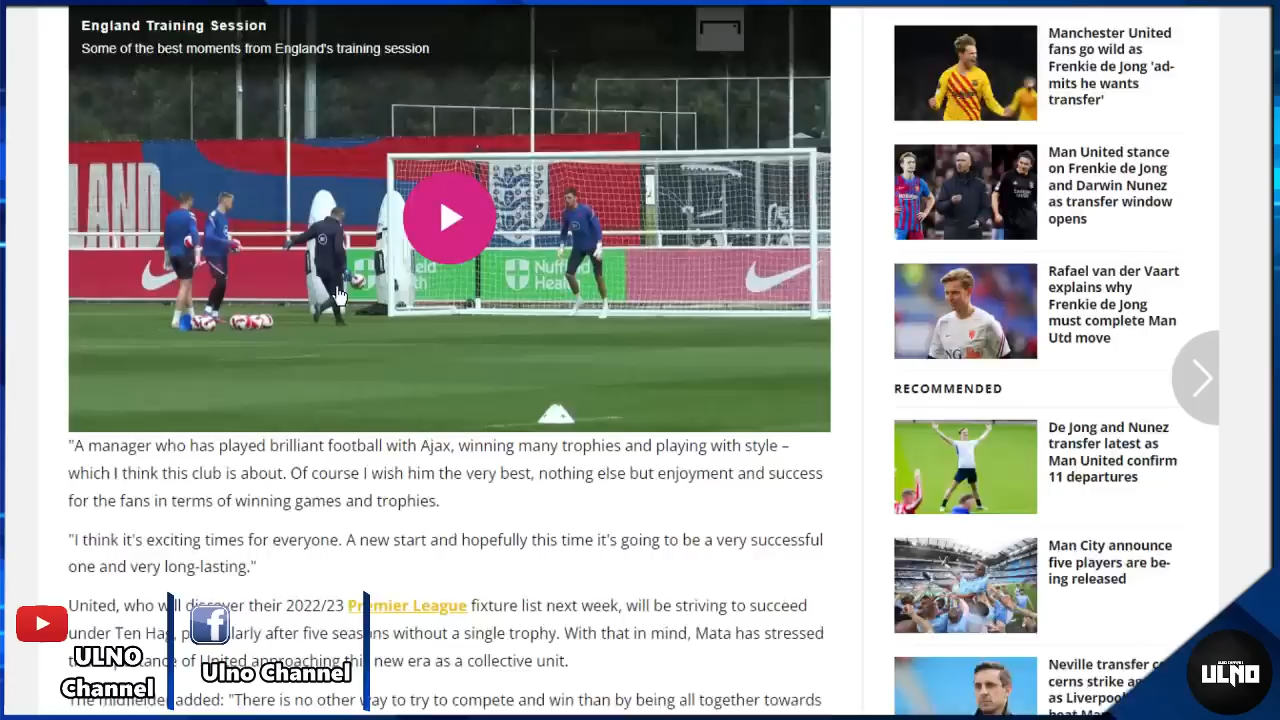 England Training Session
Some of the best moments from England's training session
LAND
Nuffield
Health
"A manager who has played brilliant football with Ajax, winning many trophies and playing with style –
which I think this club is about. Of course I wish him the very best, nothing else but enjoyment and success
for the fans in terms of winning games and trophies.
"I think it's exciting times for everyone. A new start and hopefully this time it's going to be a very successful
one and very long-lasting."
United, who will discover their 2022/23 Premier League fixture list next week, will be striving to succeed
under Ten Hag, particularly after five seasons without a single trophy. With that in mind, Mata has stressed
of United approaching this new era as a collective unit.
The midfielder added: "There is no other way to try to compete and win than by being all together towards
Manchester United
fans go wild as
Frenkie de Jong 'ad-
mits he wants
transfer'
Man United stance
on Frenkie de Jong
and Darwin Nunez
as transfer window
opens
Rafael van der Vaart
explains why
Frenkie de Jong
must complete Man
Utd move
RECOMMENDED
De Jong and Nunez
transfer latest as
Man United confirm
11 departures
Man City announce
five players are be-
ing released
Neville transfer
cerns strike
as Liverpool
ULNO
Channel
Ulno Channel
ULNO